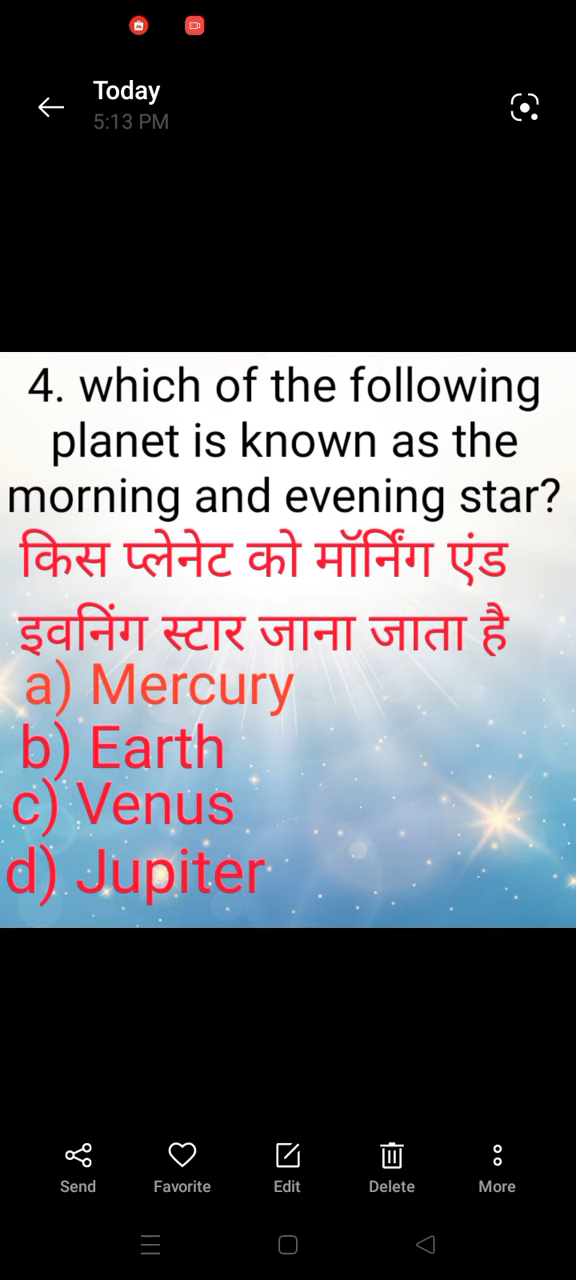 Today
5:13 PM
4. which of the following
planet is known as the
morning and evening star?
किस प्लेनेट को मॉर्निंग एंड
इवनिंग स्टार जाना जाता है
a) Mercury
b) Earth
c) Venus
d) Jupiter
Send Favorite Edit Delete More